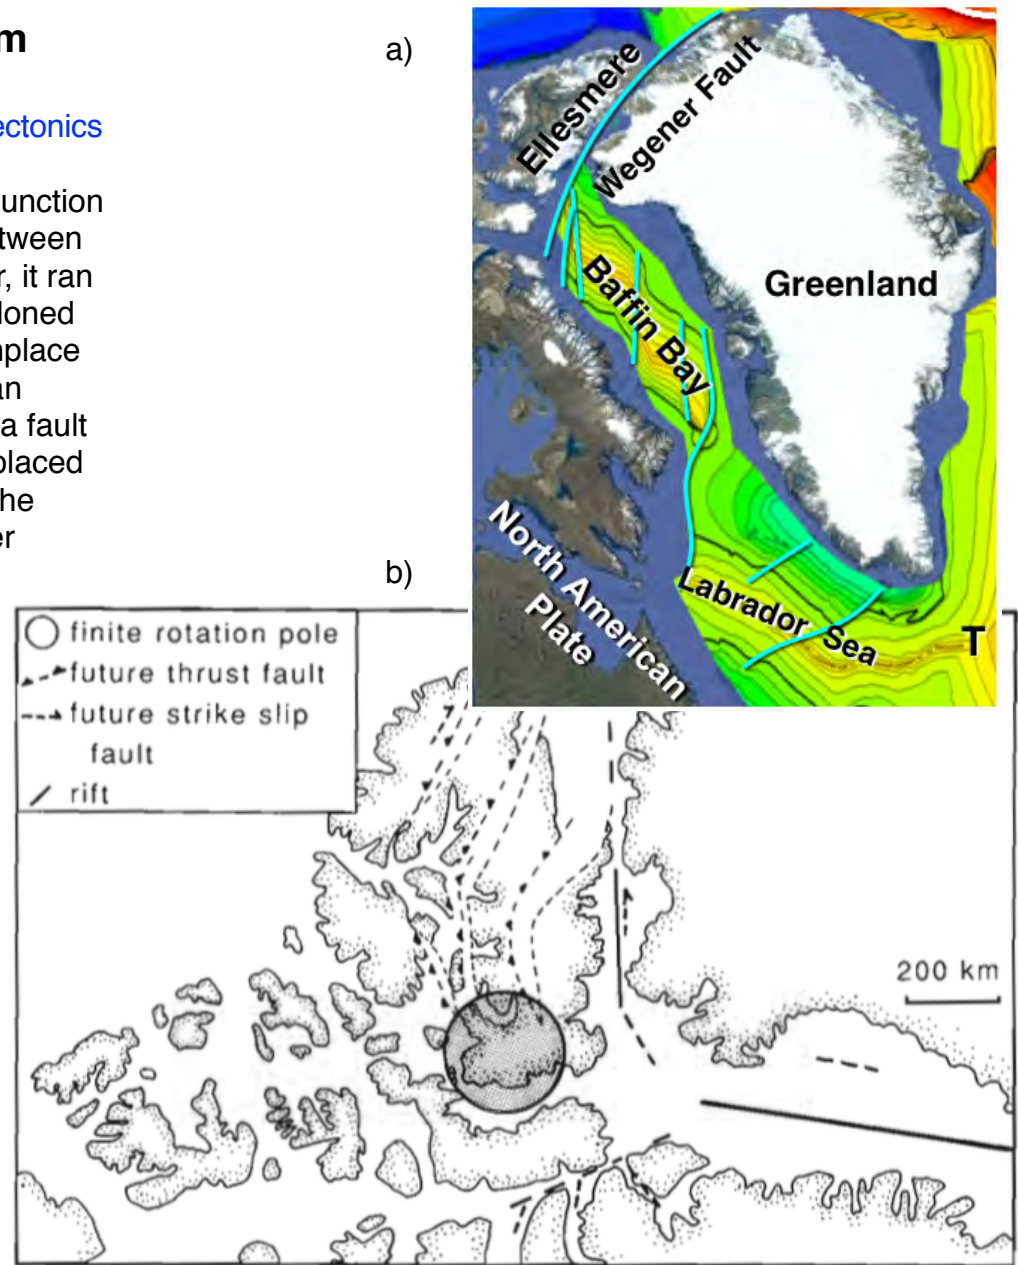 m
ectonics
unction
tween
r, it ran
loned
nplace
an
a fault
placed
he
er
a)
Ellesmere
Wegener Fault
Baffin Bay
Greenland
North American
Plate
Labrador Sea
T
b)
finite rotation pole
future thrust fault
future strike slip
fault
rift
200 km